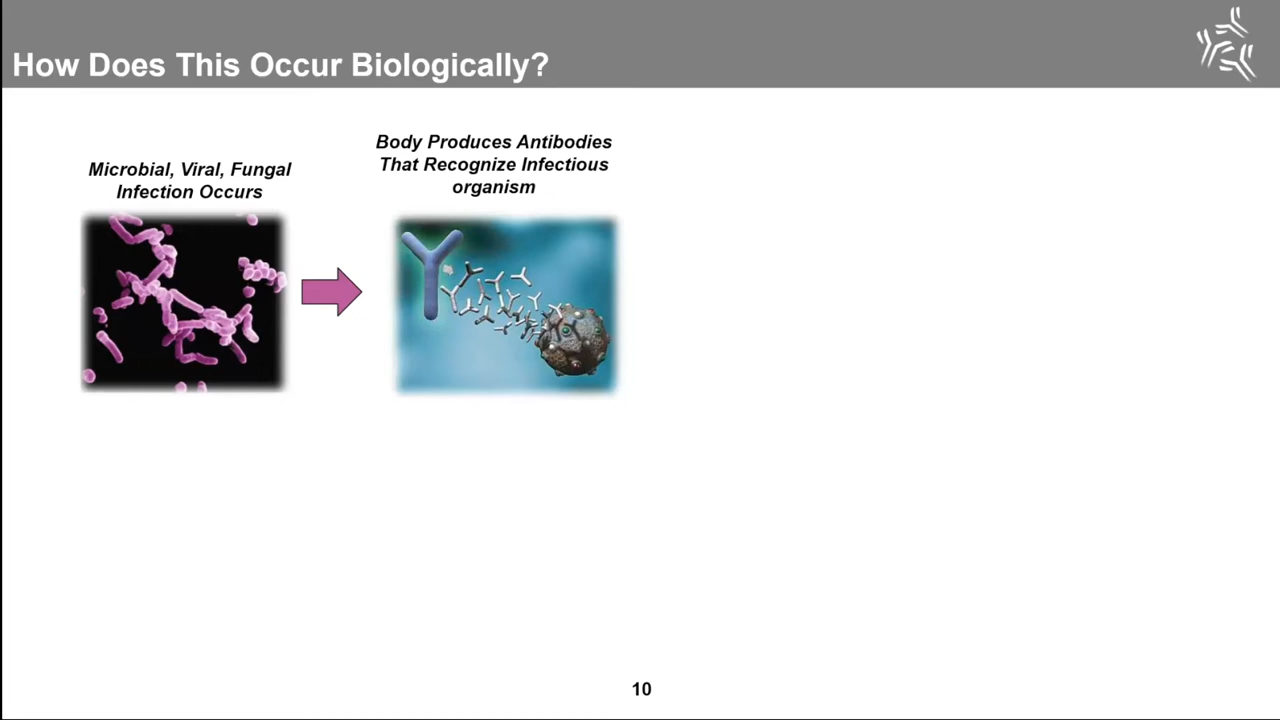 How Does This Occur Biologically?
Microbial, Viral, Fungal
Infection Occurs
Body Produces Antibodies
That Recognize Infectious
organism
10